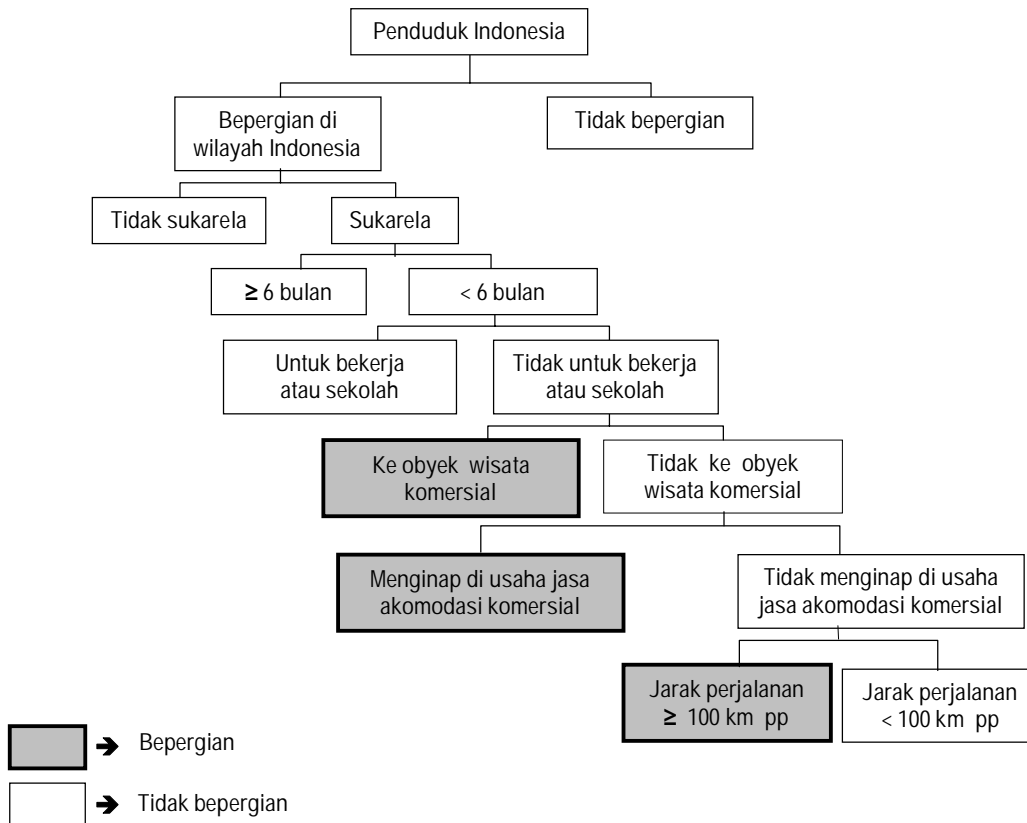 Penduduk Indonesia
Bepergian di
wilayah Indonesia
Tidak bepergian
Tidak sukarela
Sukarela
≥ 6 bulan
< 6 bulan
Untuk bekerja
atau sekolah
Tidak untuk bekerja
atau sekolah
Ke obyek wisata
komersial
Tidak ke obyek
wisata komersial
Menginap di usaha jasa
akomodasi komersial
Tidak menginap di usaha
jasa akomodasi komersial
Jarak perjalanan
≥ 100 km pp
Jarak perjalanan
< 100 km pp
➔ Bepergian
➔ Tidak bepergian